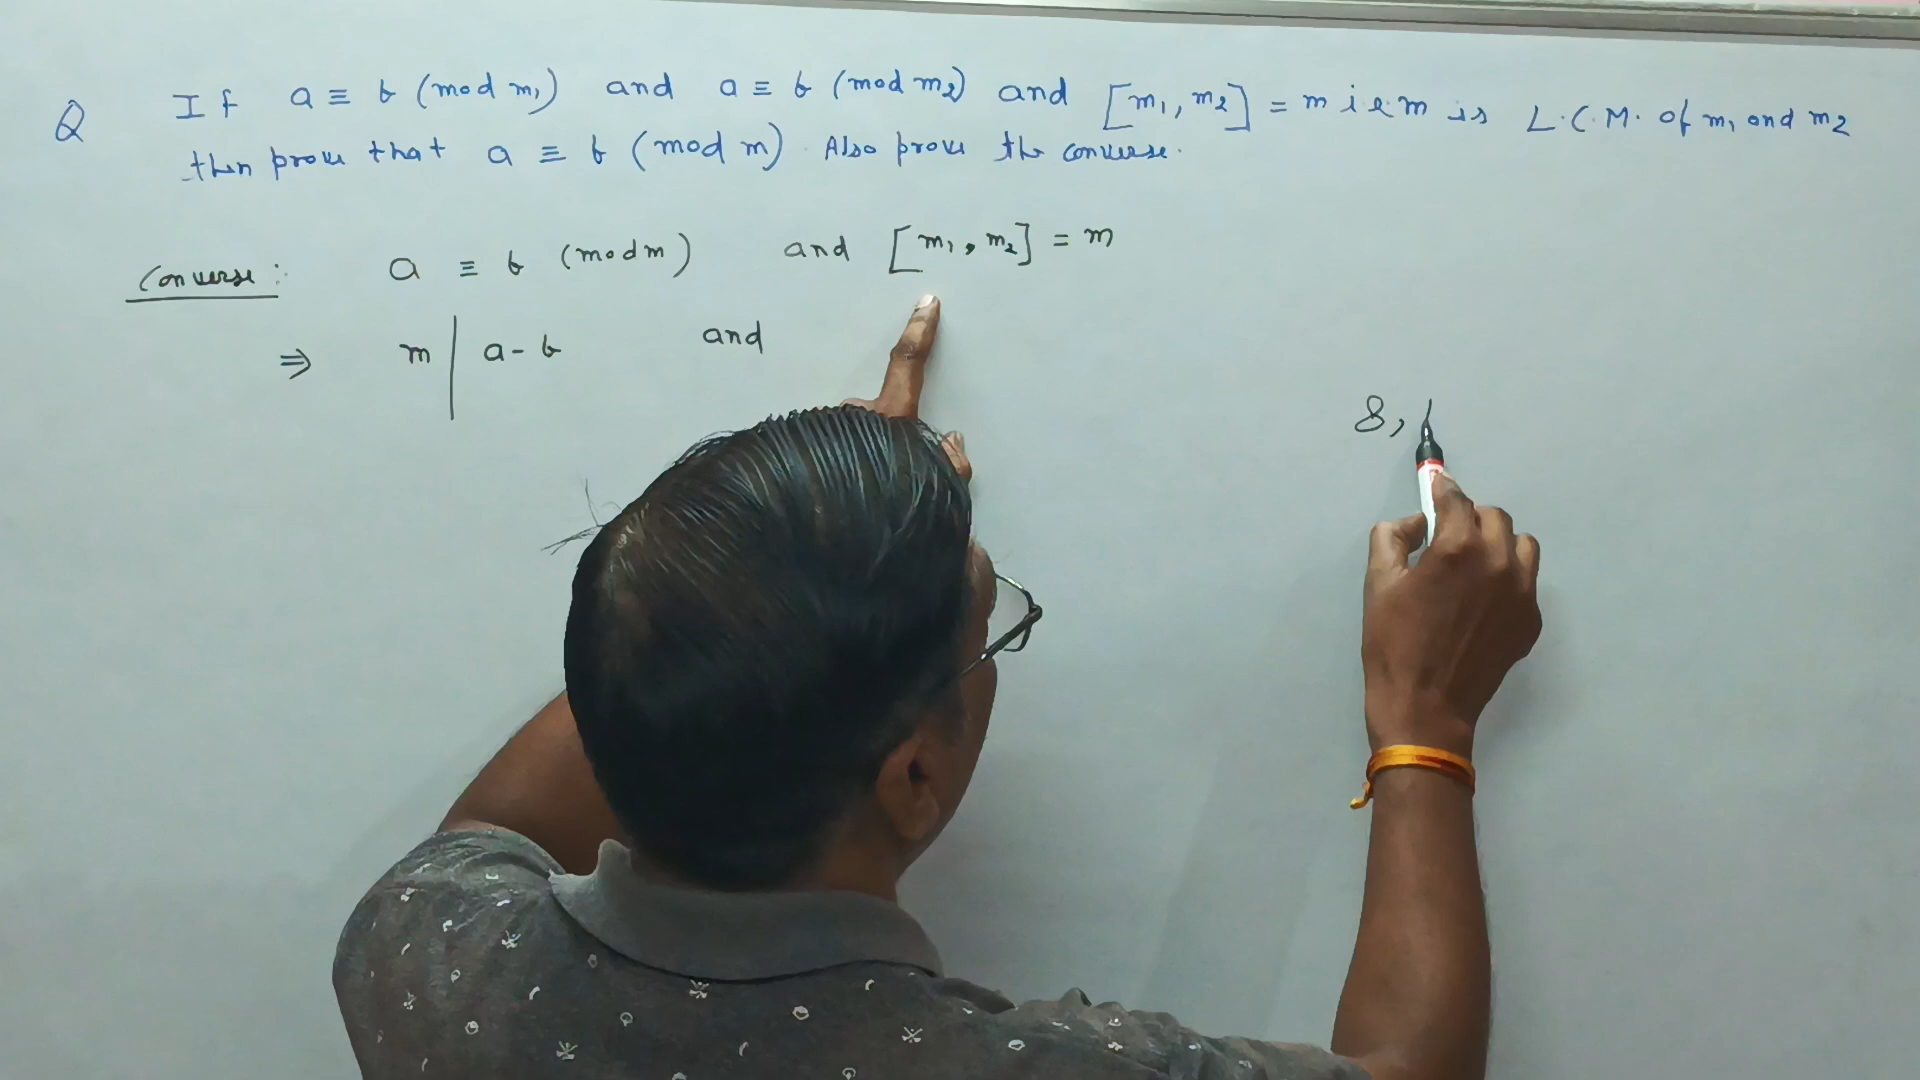 Q If a ≡ b (mod m₁) and a ≡ b (mod m₂) and [m₁, m₂] = m i.e. m is L.C.M. of m₁ and m₂
then prove that a ≡ b (mod m). Also prove the converse.
Converse: a ≡ b (mod m) and [m₁, m₂] = m
⇒ m | a - b and
8,